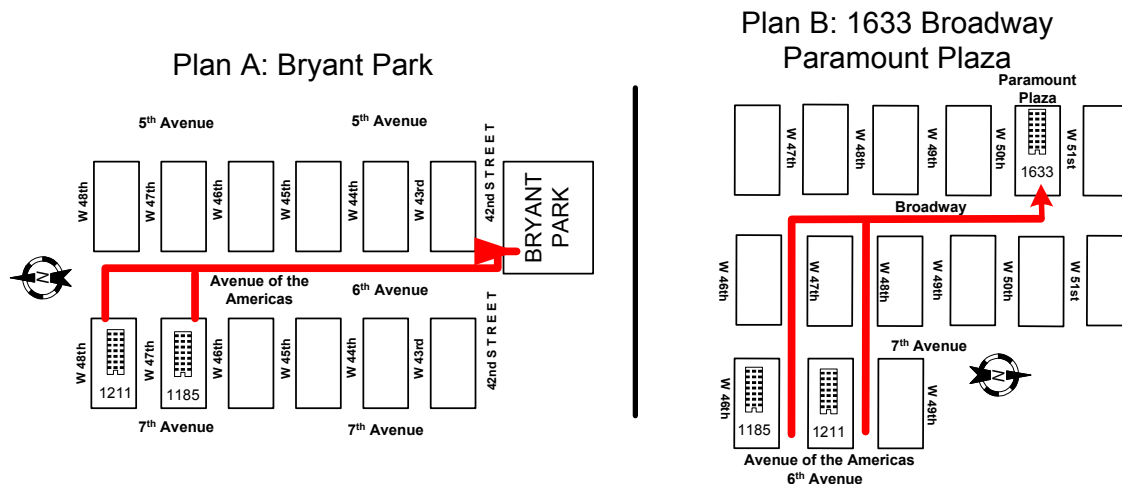 Plan A: Bryant Park
5th Avenue
5th Avenue
W 48th
W 47th
W 46th
W 45th
W 44th
W 43rd
42nd STREET
BRYANT
PARK
N
Avenue of the
Americas
6th Avenue
W 48th
W 47th
W 46th
W 45th
W 44th
W 43rd
42nd STREET
1211
1185
7th Avenue
7th Avenue
Plan B: 1633 Broadway
Paramount Plaza
Paramount
Plaza
W 47th
W 48th
W 49th
W 50th
W 51st
1633
Broadway
W 46th
W 47th
W 48th
W 49th
W 50th
W 51st
7th Avenue
N
W 46th
1185
1211
W 49th
Avenue of the Americas
6th Avenue